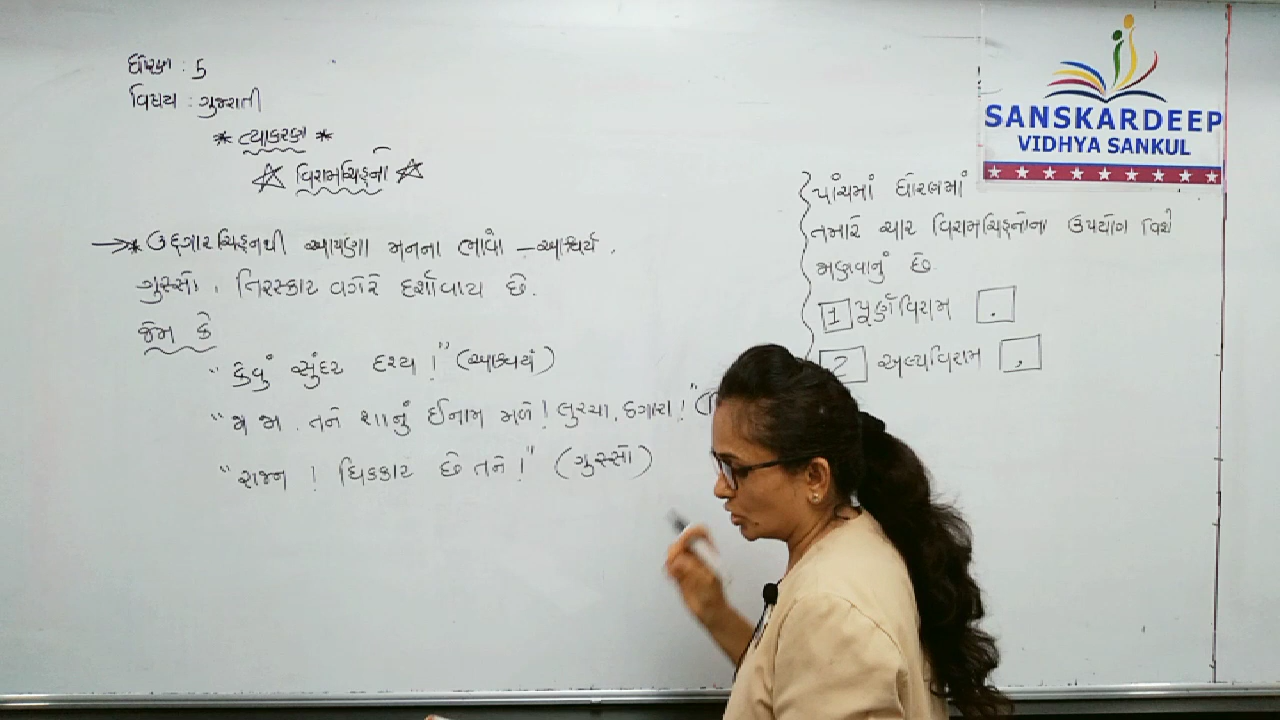 ધોરણ : 5
વિષય : ગુજરાતી
* વ્યાકરણ *
☆ વિરામચિહ્નો ☆
→* ઉદ્દગાર ચિહ્નથી આપણા મનના ભાવો – આશ્ચર્ય,
ગુસ્સો, તિરસ્કાર વગેરે દર્શાવાય છે.
જેમ કે
"કેવું સુંદર દશ્ય !" (આશ્ચર્ય)
"જા જા, તને શાનું ઈનામ મળે! લુચ્ચા, ઠગારા!" (
"રાજન ! ધિક્કાર છે તને !" (ગુસ્સો)
SANSKARDEEP
VIDHYA SANKUL
પાંચમાં ધોરણમાં
તમારે ચાર વિરામચિહ્નોના ઉપયોગ વિશે
ભણવાનું છે.
1 પૂર્ણવિરામ .
2 અલ્પવિરામ ,